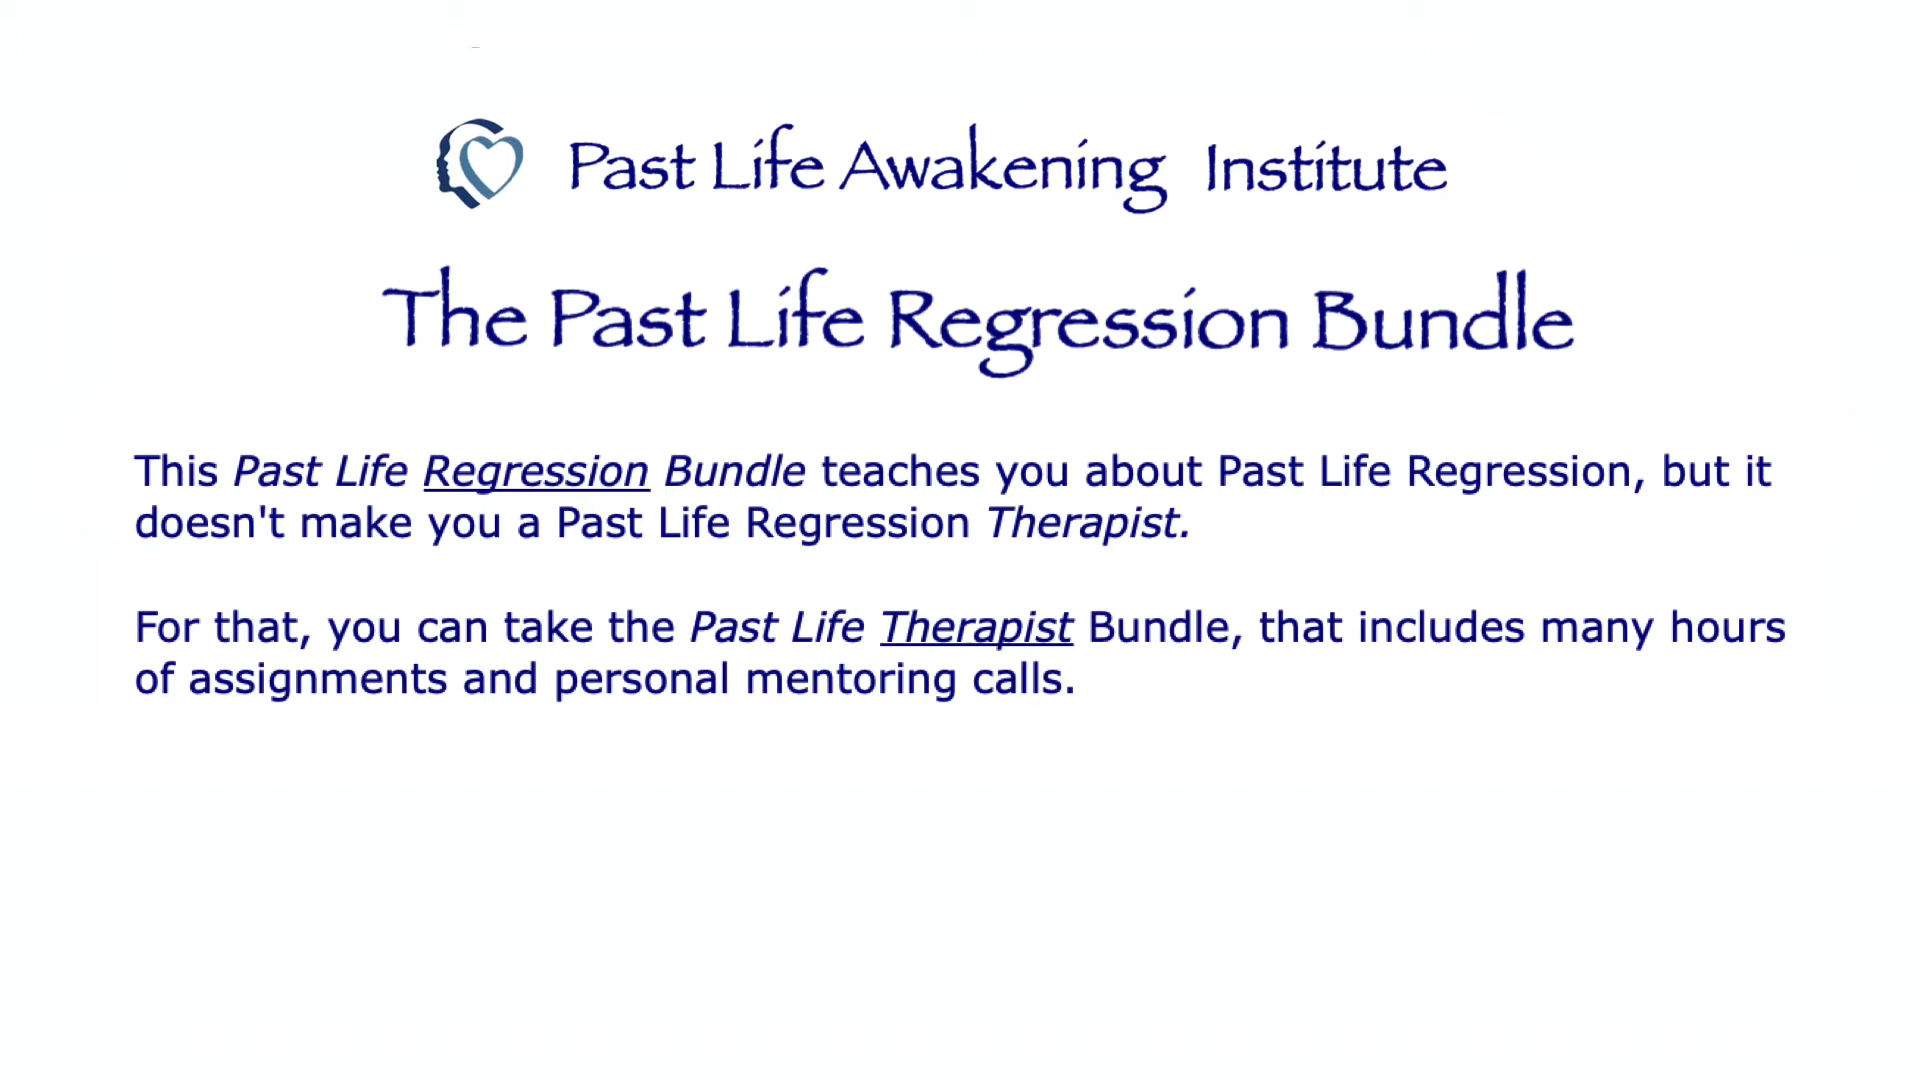 Past Life Awakening Institute
The Past Life Regression Bundle
This Past Life Regression Bundle teaches you about Past Life Regression, but it
doesn't make you a Past Life Regression Therapist.
For that, you can take the Past Life Therapist Bundle, that includes many hours
of assignments and personal mentoring calls.